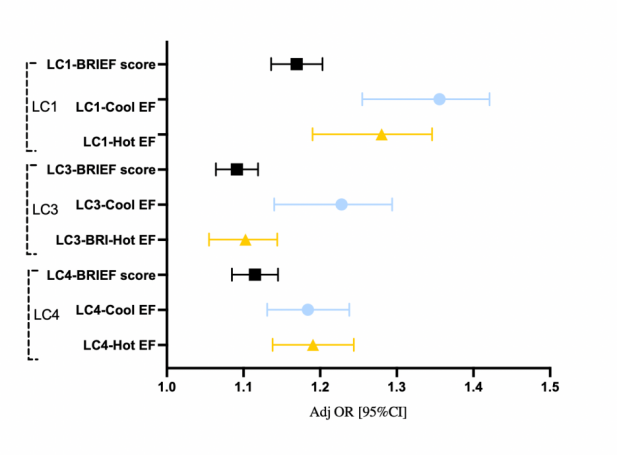 LC1-BRIEF score
LC1
LC1-Cool EF
LC1-Hot EF
LC3-BRIEF score
LC3
LC3-Cool EF
LC3-BRI-Hot EF
LC4-BRIEF score
LC4
LC4-Cool EF
LC4-Hot EF
1.0 1.1 1.2 1.3 1.4 1.5
Adj OR [95%CI]